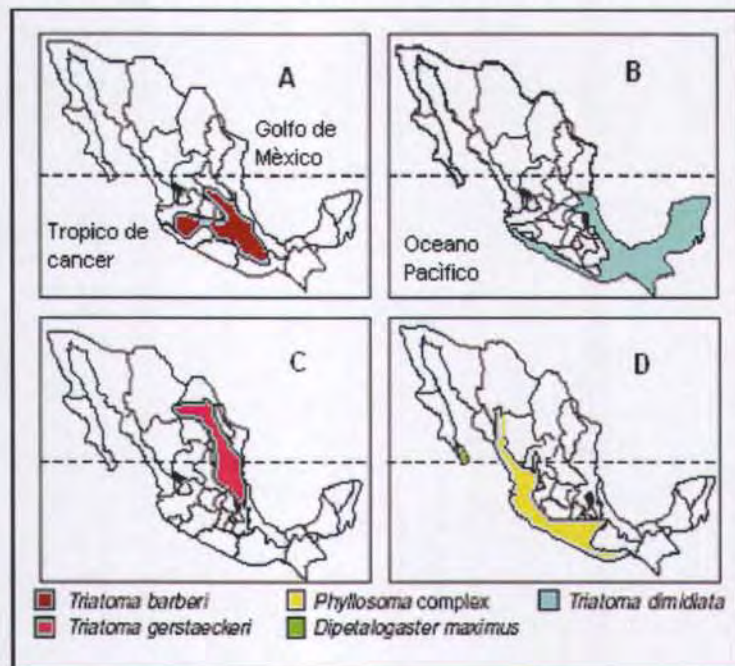 A
Golfo de
Mèxico
Tropico de
cancer
B
Oceano
Pacìfico
C
D
Triatoma barberi
Phyllosoma complex
Triatoma dimidiata
Triatoma gerstaeckeri
Dipetalogaster maximus